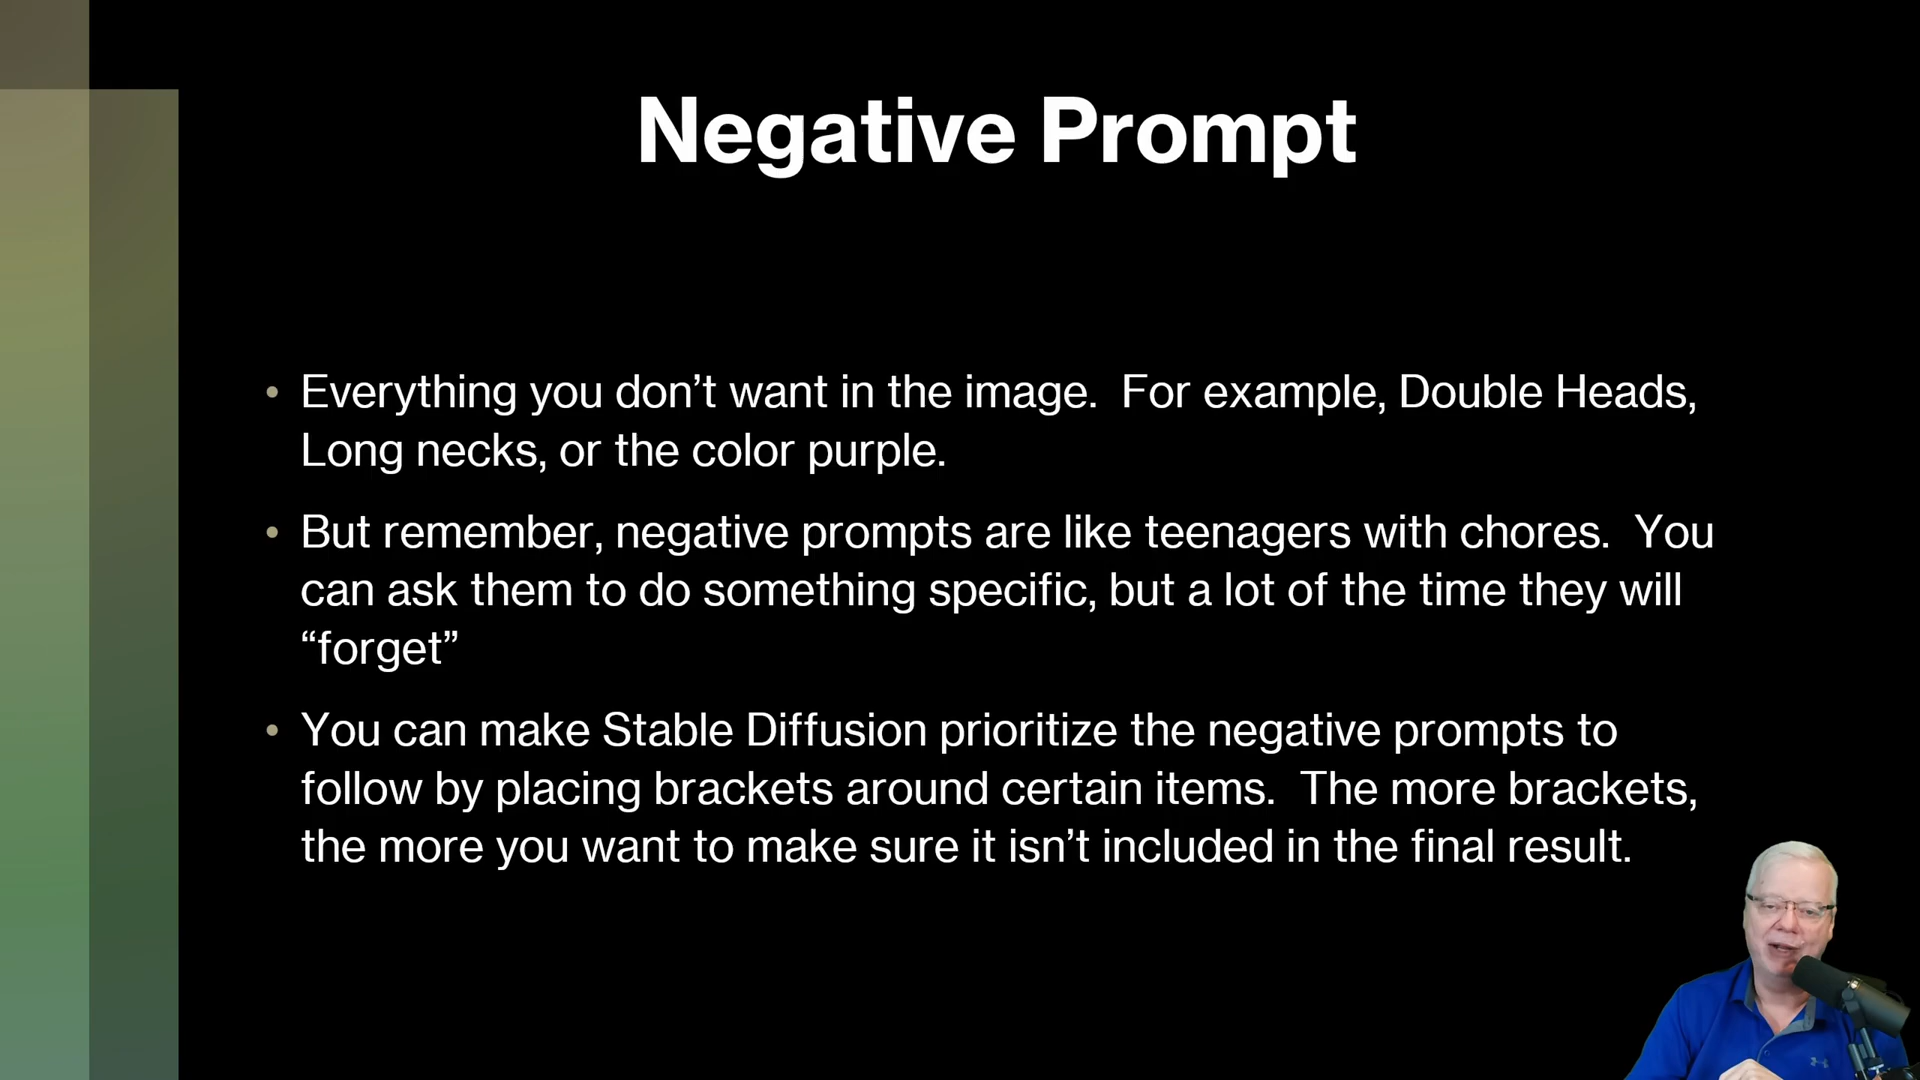 Negative Prompt
• Everything you don’t want in the image.  For example, Double Heads,
Long necks, or the color purple.
• But remember, negative prompts are like teenagers with chores.  You
can ask them to do something specific, but a lot of the time they will
“forget”
• You can make Stable Diffusion prioritize the negative prompts to
follow by placing brackets around certain items.  The more brackets,
the more you want to make sure it isn’t included in the final result.